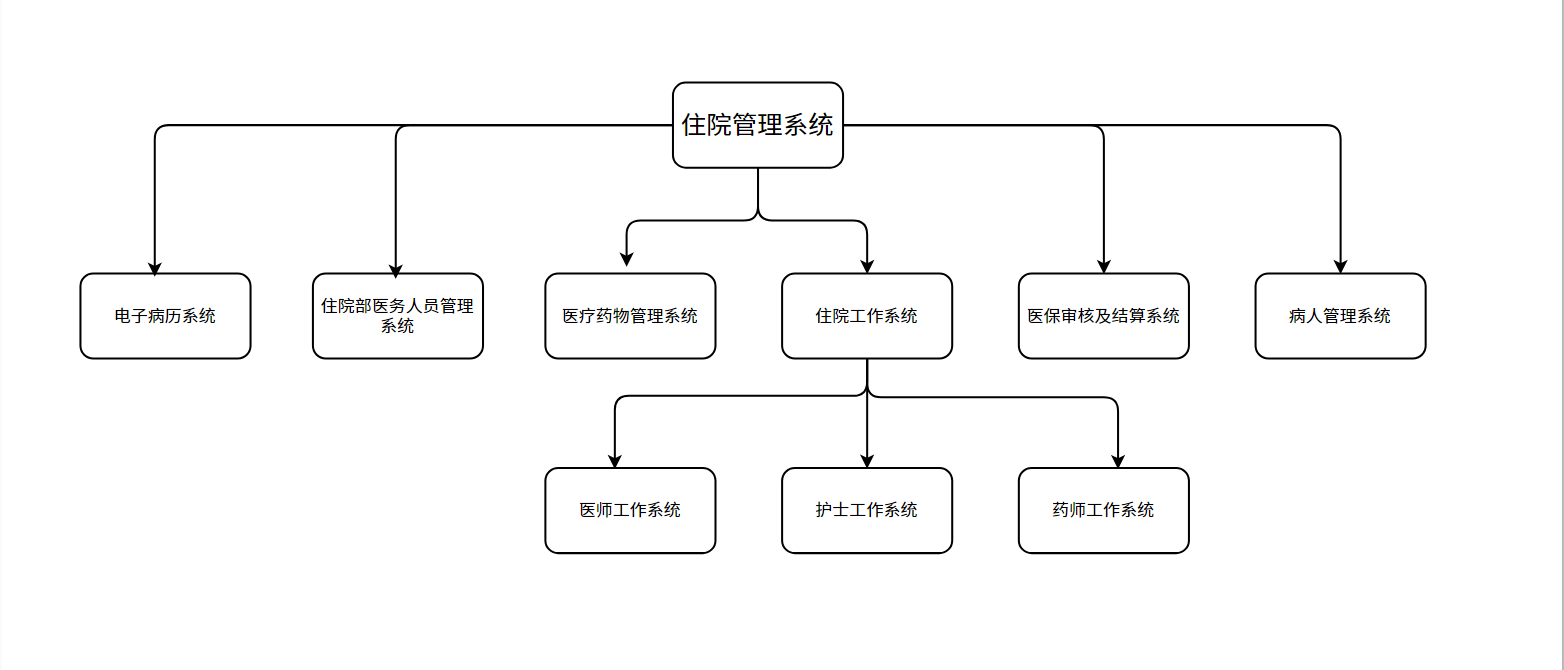 住院管理系统
电子病历系统
住院部医务人员管理
系统
医疗药物管理系统
住院工作系统
医保审核及结算系统
病人管理系统
医师工作系统
护士工作系统
药师工作系统